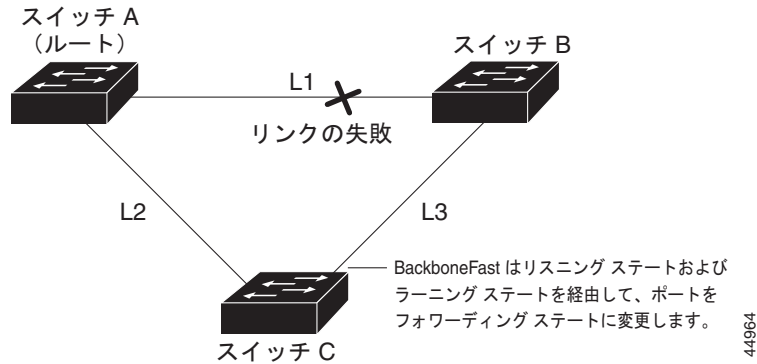 スイッチ A
（ルート）
スイッチ B
L1
リンクの失敗
L2
L3
BackboneFast はリスニング ステートおよび
ラーニング ステートを経由して、ポートを
フォワーディング ステートに変更します。
スイッチ C
44964